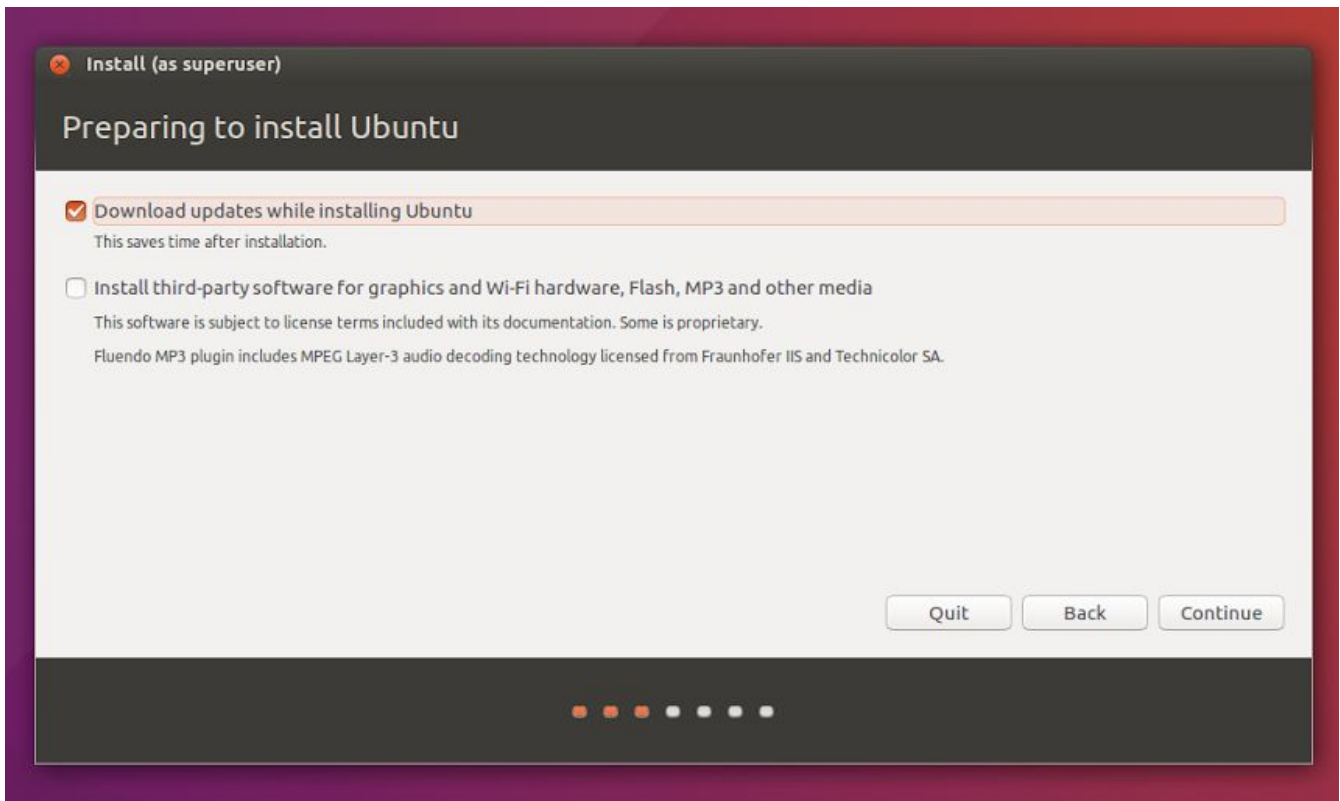 Install (as superuser)
Preparing to install Ubuntu
Download updates while installing Ubuntu
This saves time after installation.
Install third-party software for graphics and Wi-Fi hardware, Flash, MP3 and other media
This software is subject to license terms included with its documentation. Some is proprietary.
Fluendo MP3 plugin includes MPEG Layer-3 audio decoding technology licensed from Fraunhofer IIS and Technicolor SA.
Quit Back Continue